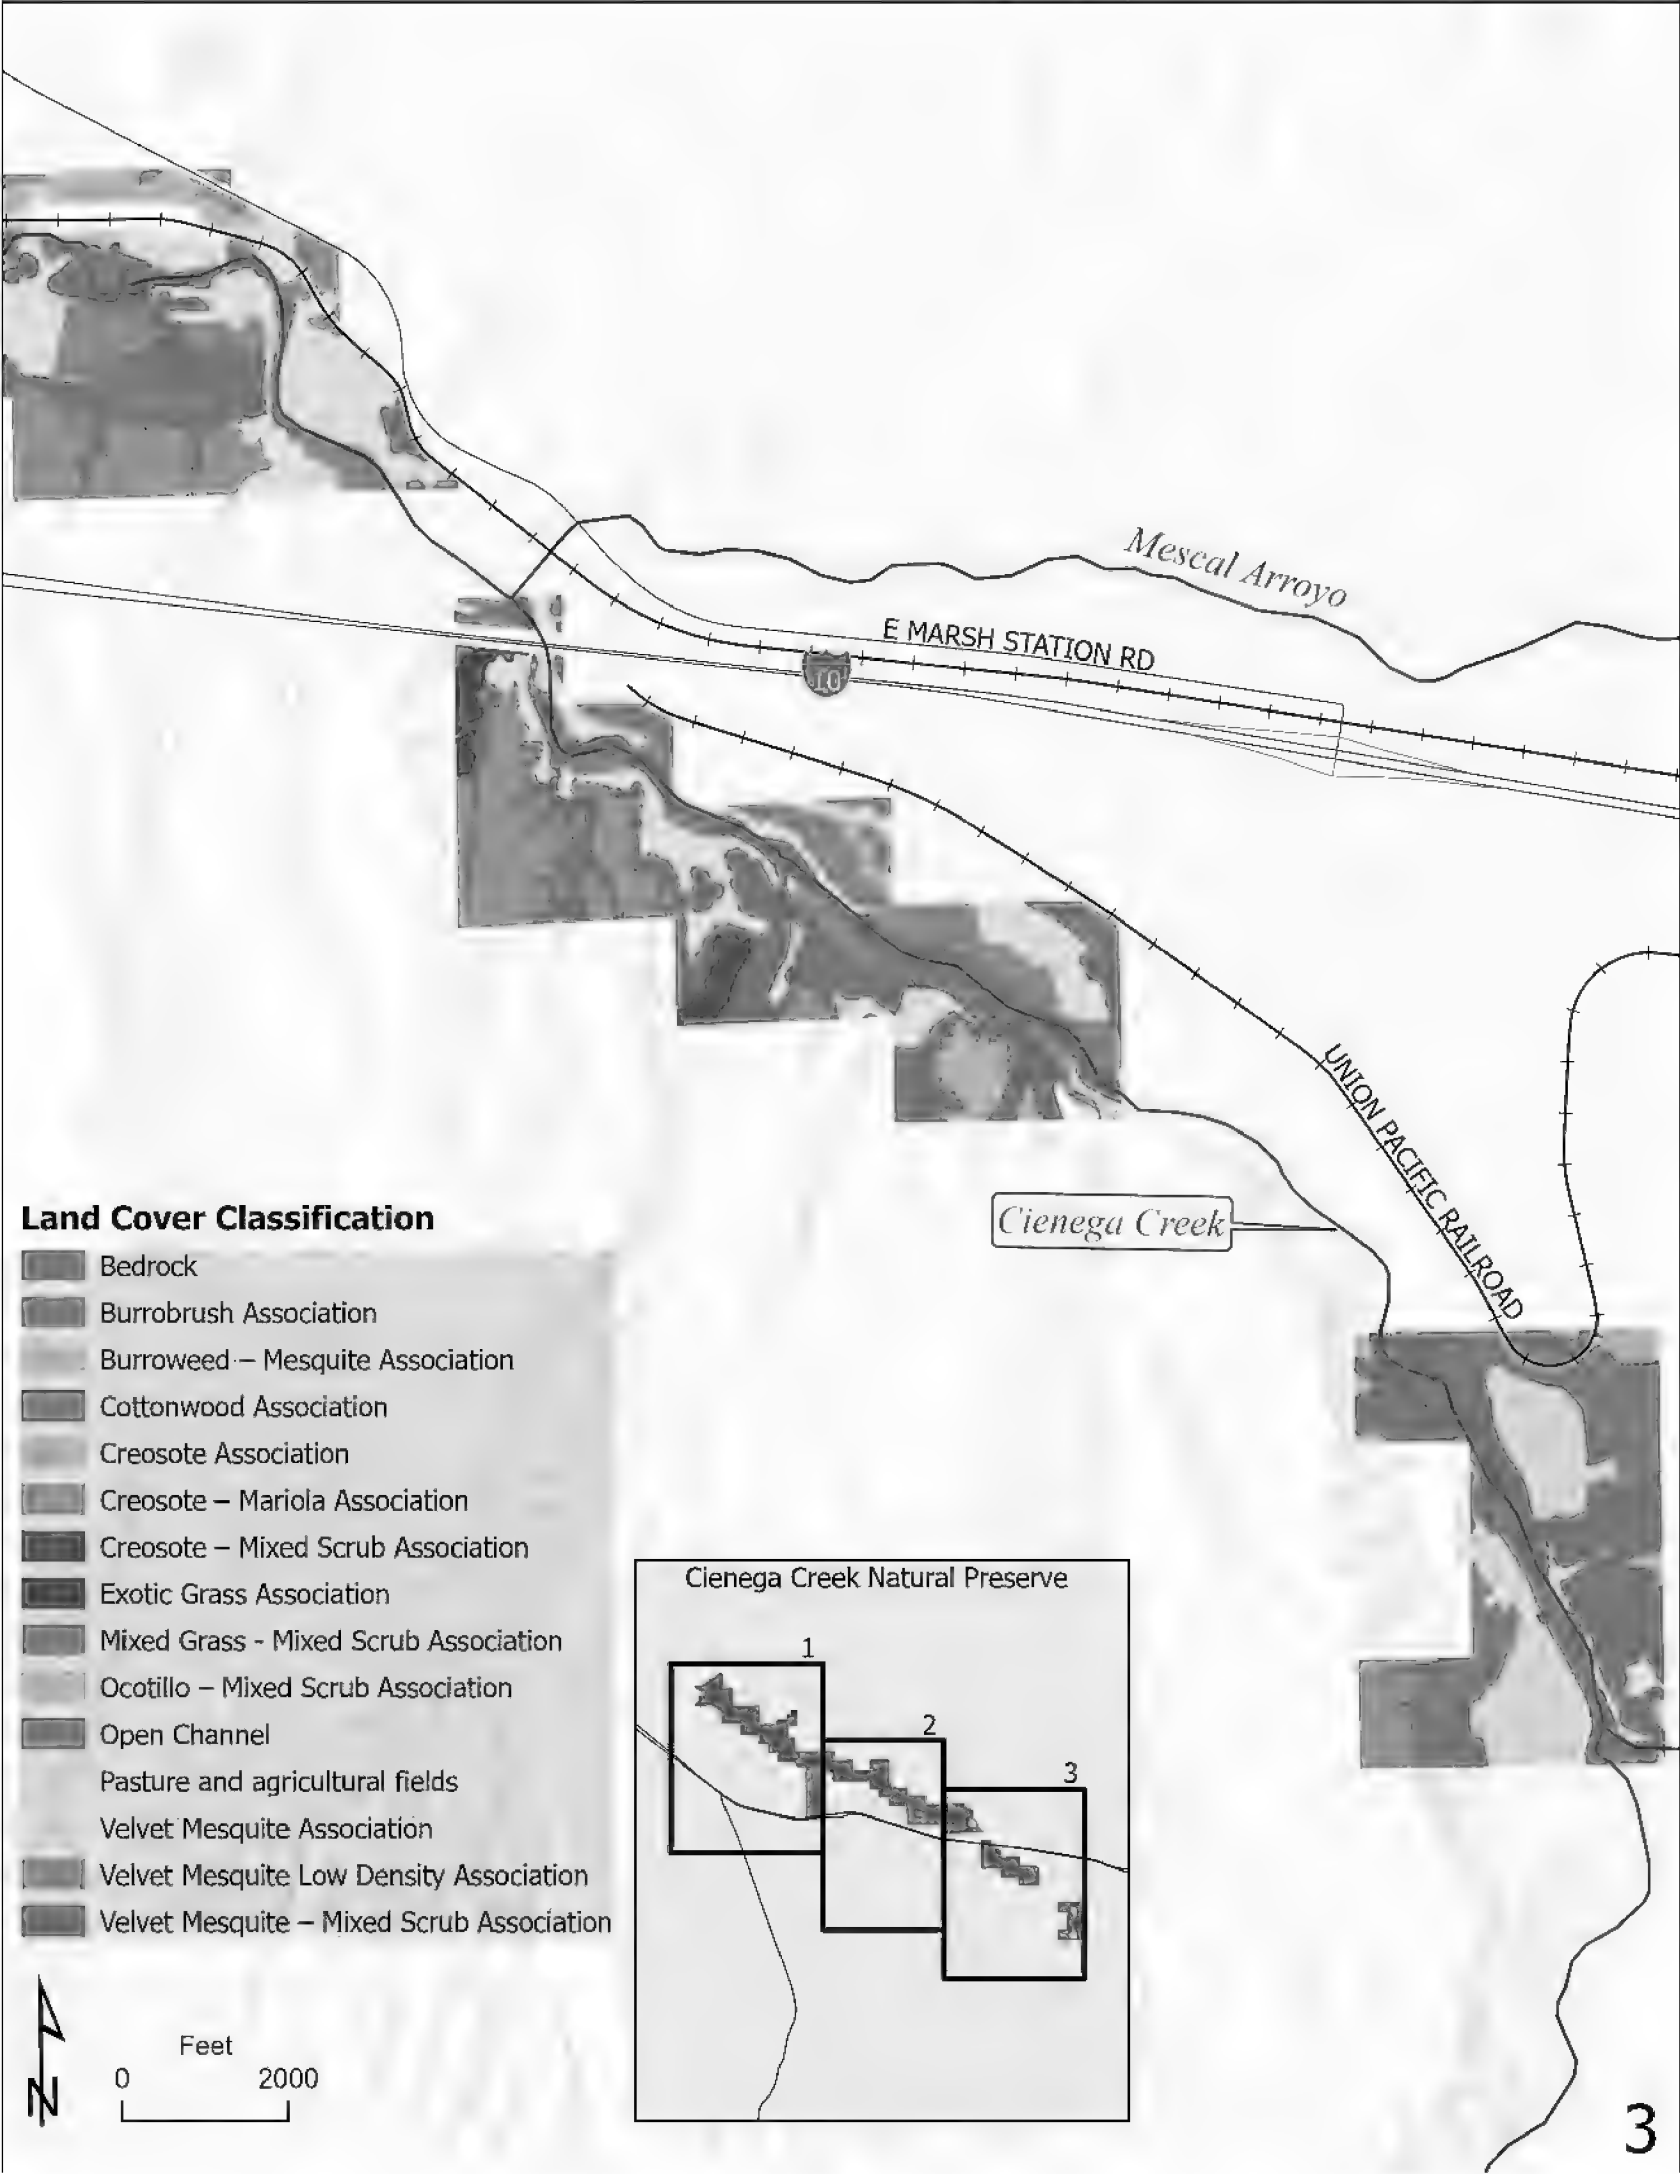 Mescal Arroyo
E MARSH STATION RD
10
UNION PACIFIC RAILROAD
Cienega Creek
Land Cover Classification
Bedrock
Burrobrush Association
Burroweed – Mesquite Association
Cottonwood Association
Creosote Association
Creosote – Mariola Association
Creosote – Mixed Scrub Association
Exotic Grass Association
Mixed Grass - Mixed Scrub Association
Ocotillo – Mixed Scrub Association
Open Channel
Pasture and agricultural fields
Velvet Mesquite Association
Velvet Mesquite Low Density Association
Velvet Mesquite – Mixed Scrub Association
Cienega Creek Natural Preserve
1
2
3
N
Feet
0 2000
3